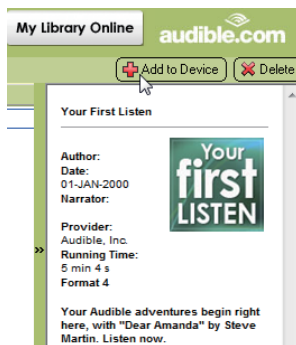 My Library Online
audible.com
Add to Device
Delete
Your First Listen
Author:
Date:
01-JAN-2000
Narrator:
Your
first
LISTEN
Provider:
Audible, Inc.
Running Time:
5 min 4 s
Format 4
»
Your Audible adventures begin right
here, with "Dear Amanda" by Steve
Martin. Listen now.